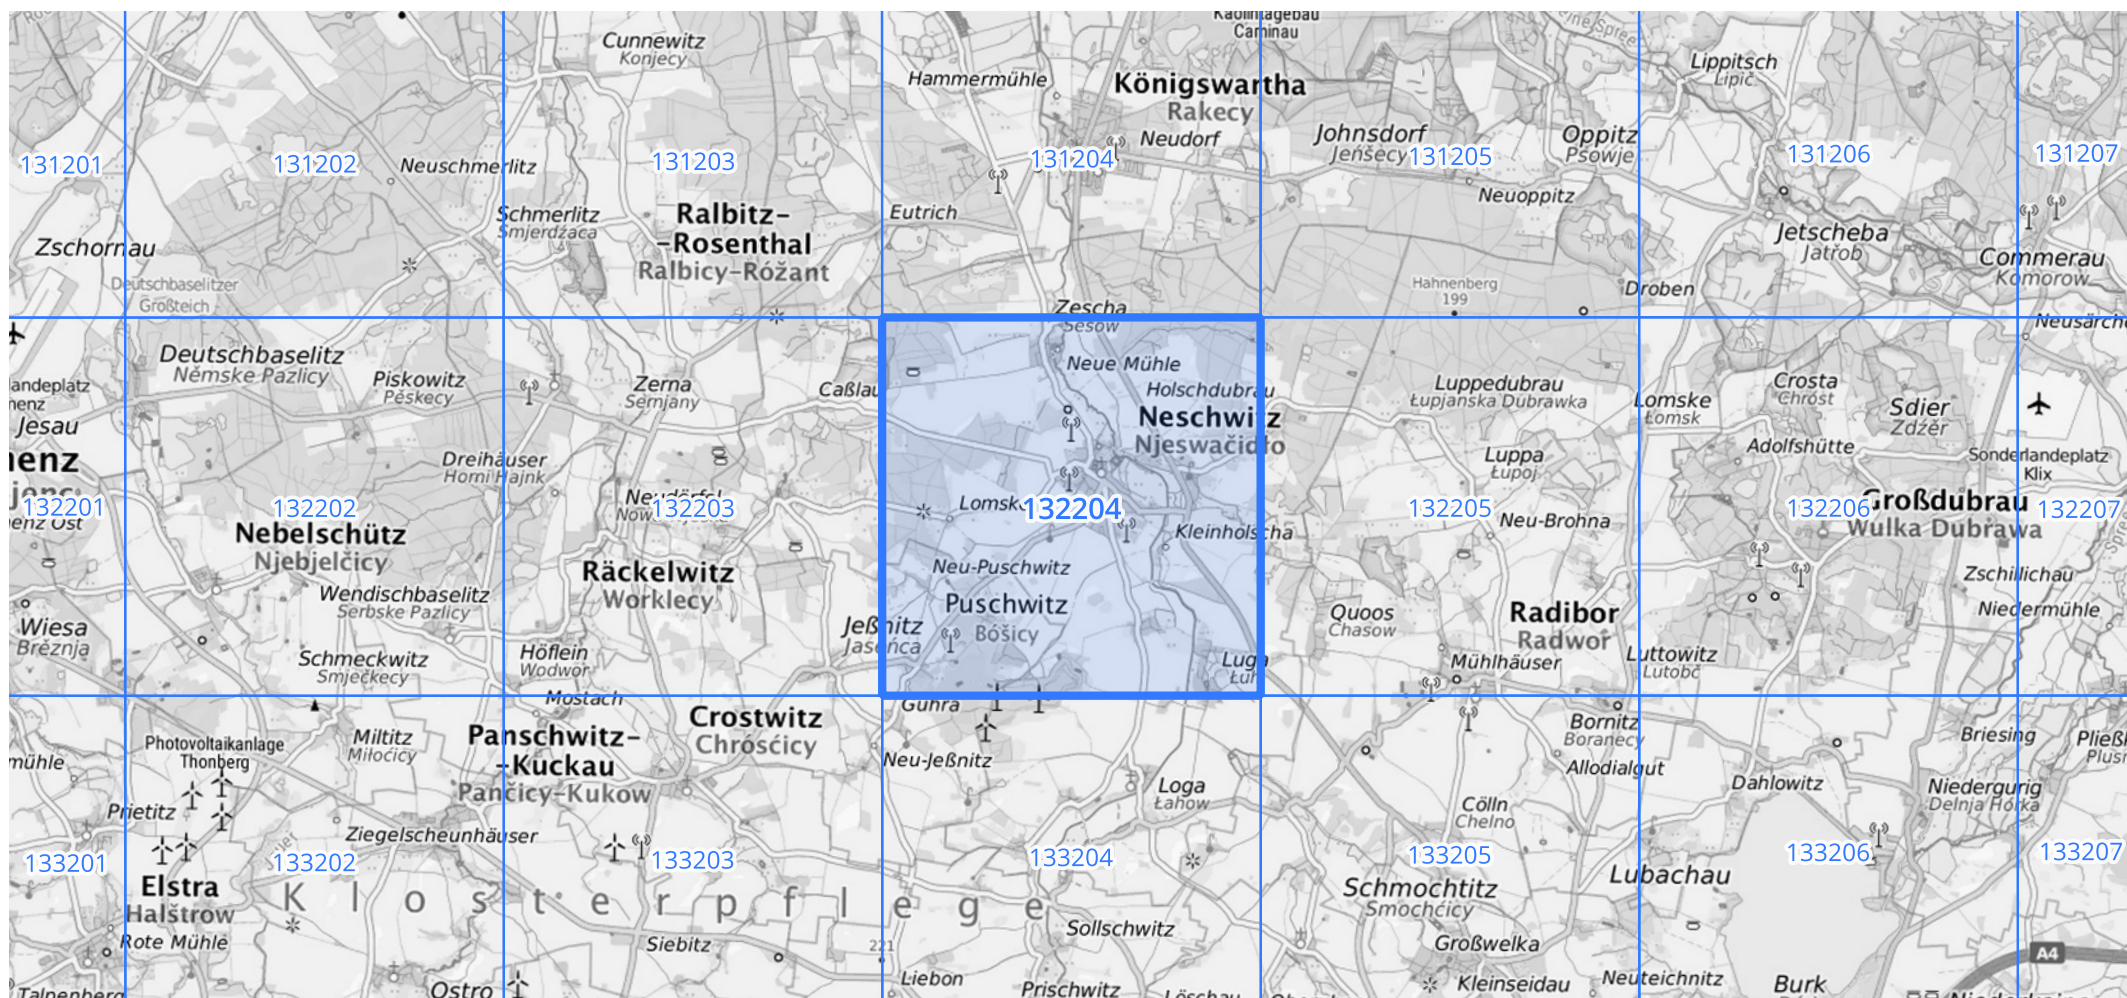 Kaolintagebau
Caminau
Cunnewitz
Konjecy
Hammermühle
Königswartha
Rakecy
Neudorf
Johnsdorf
Jeńšecy
Oppitz
Psowje
Lippitsch
Lipič
131201
131202
Neuschmerlitz
131203
131204
131205
131206
131207
Neuoppitz
Schmerlitz
Smjerdźaca
Ralbitz-
-Rosenthal
Ralbicy-Róžant
Eutrich
Zschornau
Jetscheba
Jatřob
Commerau
Komorow
Deutschbaselitzer
Großteich
Hahnenberg
199
Droben
Zescha
Šešow
Neue Mühle
Deutschbaselitz
Němske Pazlicy
Piskowitz
Pěskecy
Zerna
Sernjany
Caßlau
Holschdubrau
Neschwitz
Njeswačidło
Luppedubrau
Łupjanska Dubrawka
Lomske
Łomsk
Crosta
Chróst
Sdier
Zdźěr
Jesau
Adolfshütte
Dreihäuser
Horni Hajnk
Luppa
Łupoj
Sonderlandeplatz
Klix
132201
132202
132203
132204
132205
132206
132207
Großdubrau
Wulka Dubrawa
Neu-Brohna
Nebelschütz
Njebjelčicy
Kleinholscha
Räckelwitz
Worklecy
Neu-Puschwitz
Puschwitz
Bóšicy
Zschillichau
Niedermühle
Wendischbaselitz
Serbske Pazlicy
Quoos
Chasow
Radibor
Radwor
Wiesa
Brěznja
Jeßnitz
Jaseńca
Höflein
Wodwor
Schmeckwitz
Smječkecy
Luga
Łuh
Mühlhäuser
Luttowitz
Lutobč
Mostach
Guhra
Crostwitz
Chrósćicy
Panschwitz-
-Kuckau
Pančicy-Kukow
Miltitz
Miłoćicy
Photovoltaikanlage
Thonberg
Neu-Jeßnitz
Bornitz
Boranecy
Allodialgut
Briesing
Loga
Łahow
Dahlowitz
Niedergurig
Delnja Hórka
Prietitz
Ziegelscheunhäuser
Cölln
Chelno
133201
133202
133203
133204
133205
133206
133207
Elstra
Halštrow
Klosterpflege
Schmochtitz
Smochćicy
Lubachau
Rote Mühle
Siebitz
221
Sollschwitz
Großwelka
A4
Ostro
Liebon
Prischwitz
Kleinseidau
Neuteichnitz
Burk